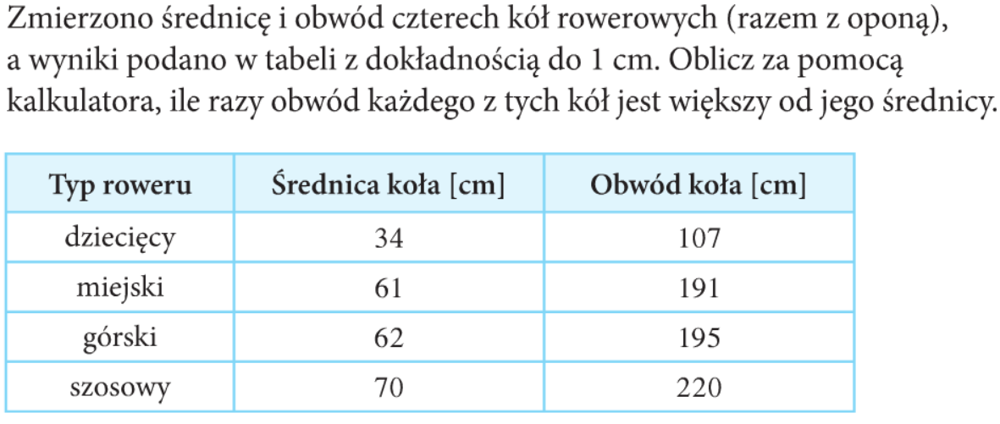 Zmierzono średnicę i obwód czterech kół rowerowych (razem z oponą),
a wyniki podano w tabeli z dokładnością do 1 cm. Oblicz za pomocą
kalkulatora, ile razy obwód każdego z tych kół jest większy od jego średnicy.
Typ roweru Średnica koła [cm] Obwód koła [cm]
dziecięcy 34 107
miejski 61 191
górski 62 195
szosowy 70 220